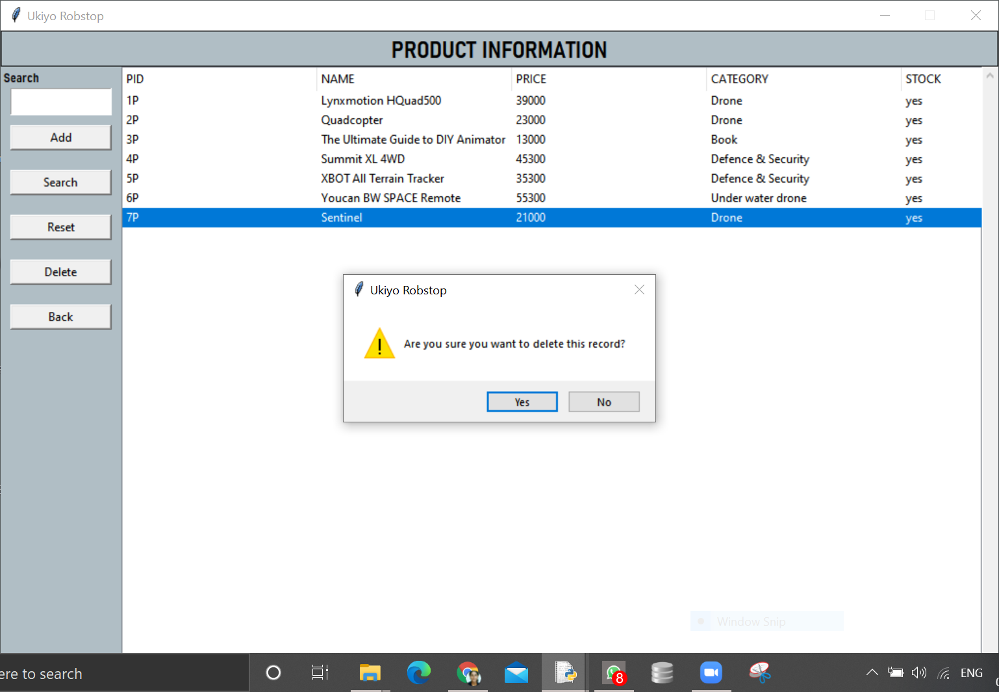 Ukiyo Robstop
PRODUCT INFORMATION
Search
Add
Search
Reset
Delete
Back
PID NAME PRICE CATEGORY STOCK
1P Lynxmotion HQuad500 39000 Drone yes
2P Quadcopter 23000 Drone yes
3P The Ultimate Guide to DIY Animator 13000 Book yes
4P Summit XL 4WD 45300 Defence & Security yes
5P XBOT All Terrain Tracker 35300 Defence & Security yes
6P Youcan BW SPACE Remote 55300 Under water drone yes
7P Sentinel 21000 Drone yes
Ukiyo Robstop
Are you sure you want to delete this record?
Yes No
Window Snip
ere to search
8
ENG